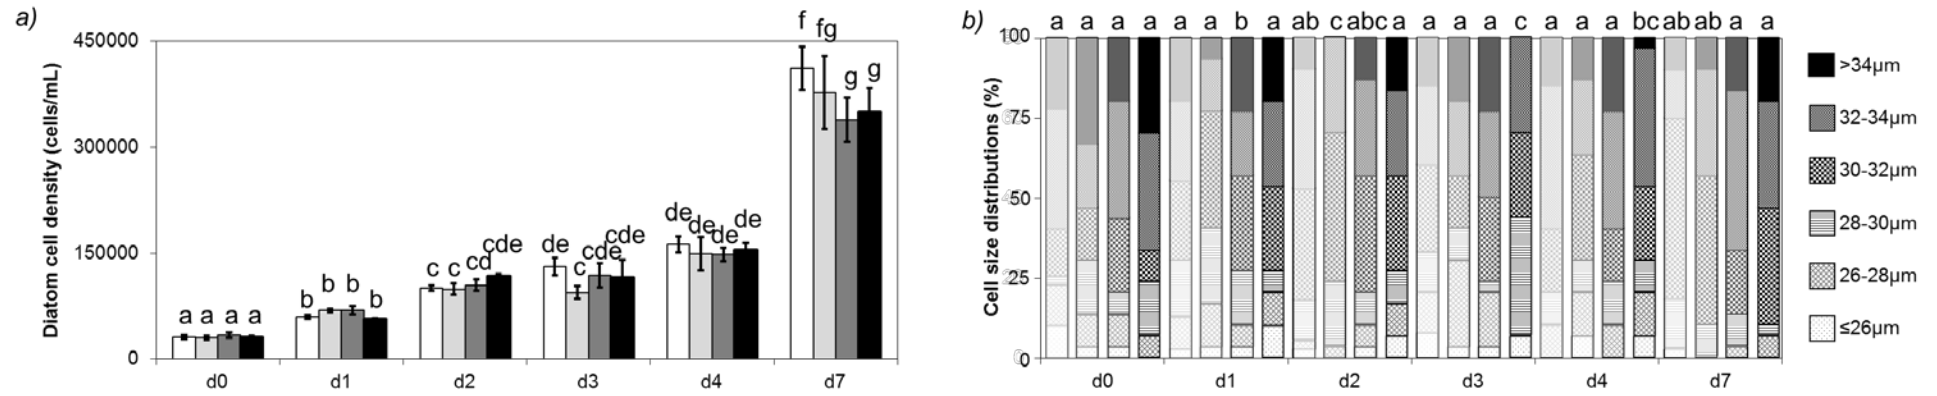 a)
Diatom cell density (cells/mL)
450000
300000
150000
0
a a a a
b b b b
c c cd cde
de c cde cde
de de de de
f fg g g
d0 d1 d2 d3 d4 d7
b)
Cell size distributions (%)
100
75
50
25
0
a a a a a a b a ab c abc a a a a c a a a bc ab ab a a
d0 d1 d2 d3 d4 d7
>34µm
32-34µm
30-32µm
28-30µm
26-28µm
≤26µm